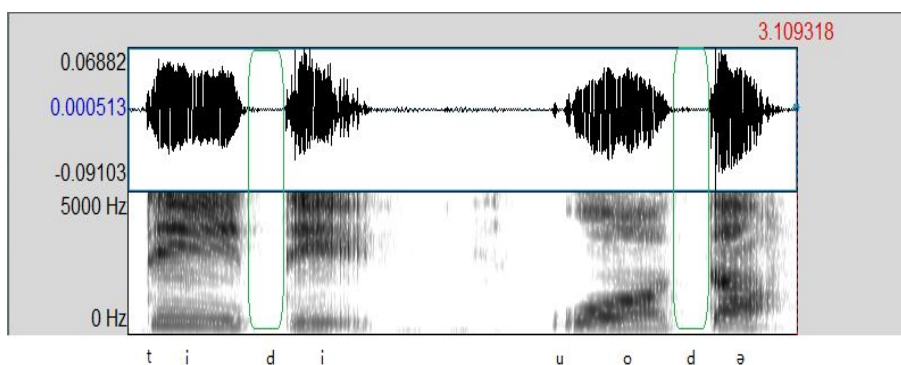 3.109318
0.06882
0.000513
-0.09103
5000 Hz
0 Hz
t i d i u o d ə